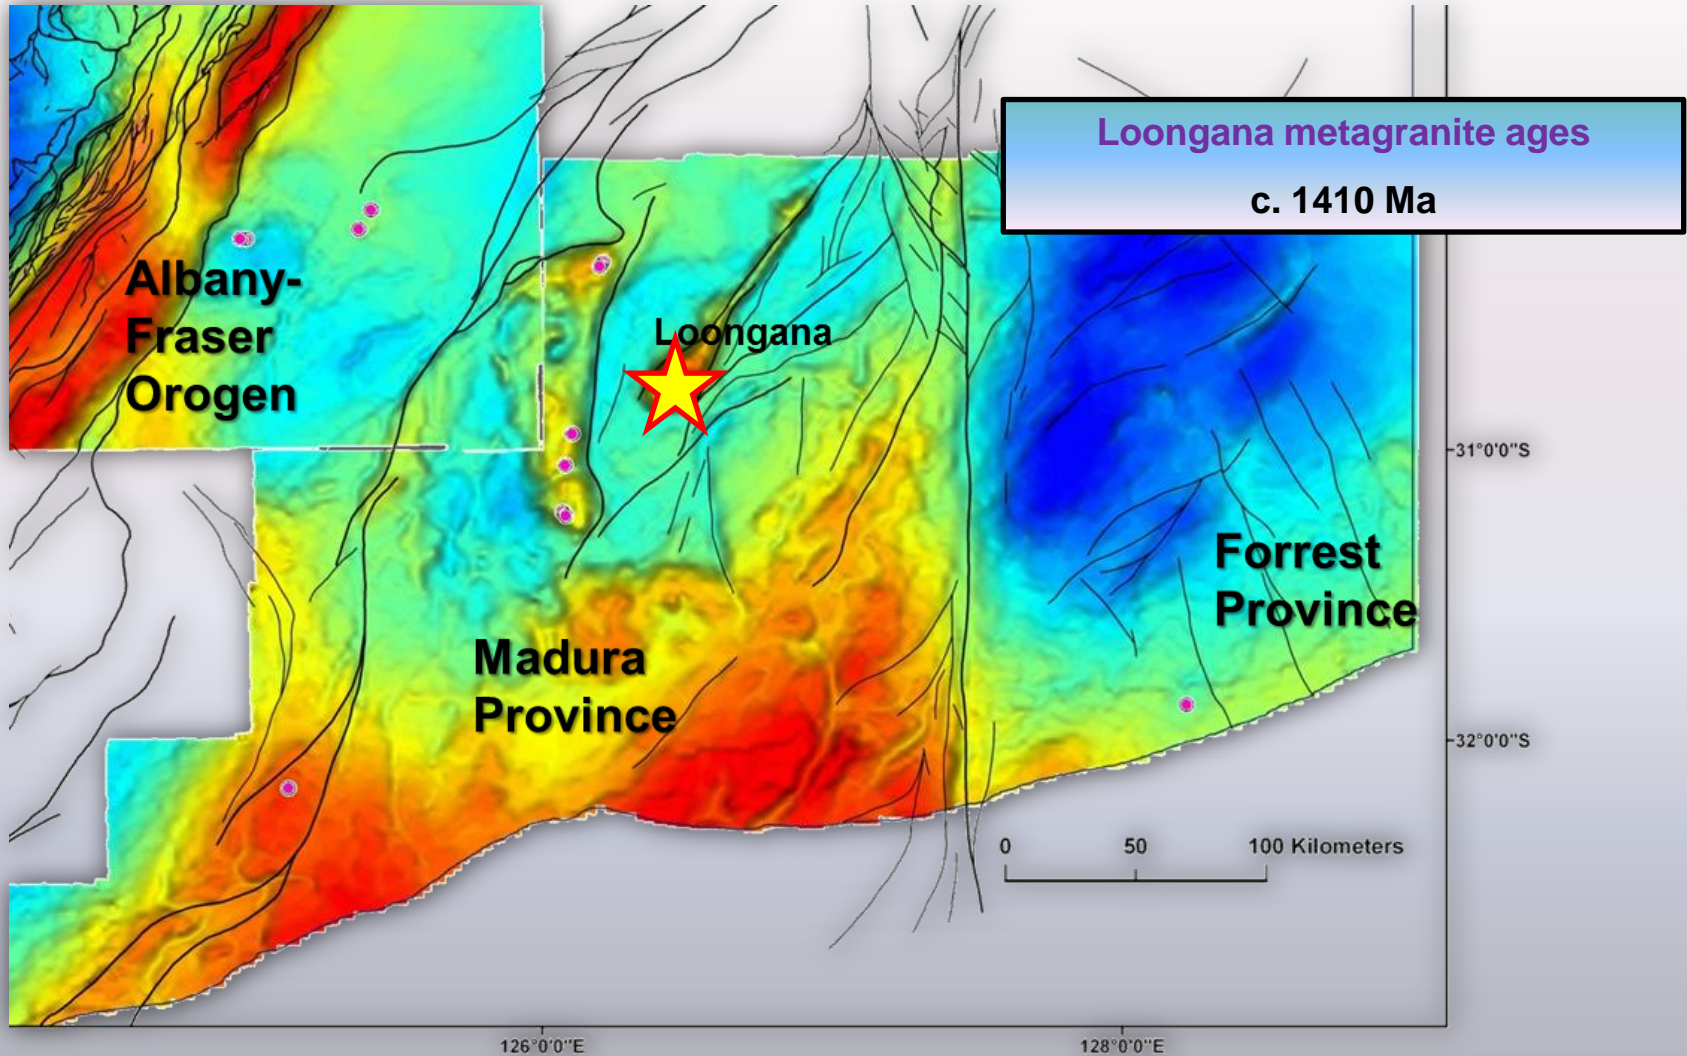 Loongana metagranite ages
c. 1410 Ma
Albany-
Fraser
Orogen
Loongana
31°0'0"S
Forrest
Province
Madura
Province
32°0'0"S
0 50 100 Kilometers
126°0'0"E 128°0'0"E